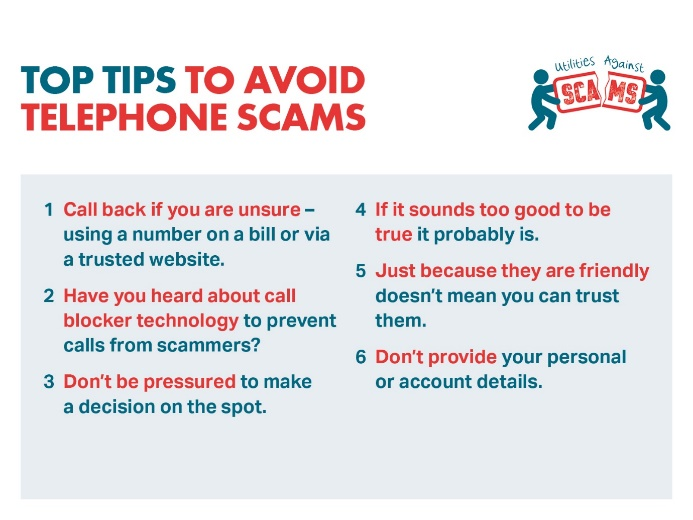 TOP TIPS TO AVOID
TELEPHONE SCAMS
Utilities Against
SCAMS
1 Call back if you are unsure –
using a number on a bill or via
a trusted website.
2 Have you heard about call
blocker technology to prevent
calls from scammers?
3 Don't be pressured to make
a decision on the spot.
4 If it sounds too good to be
true it probably is.
5 Just because they are friendly
doesn't mean you can trust
them.
6 Don't provide your personal
or account details.